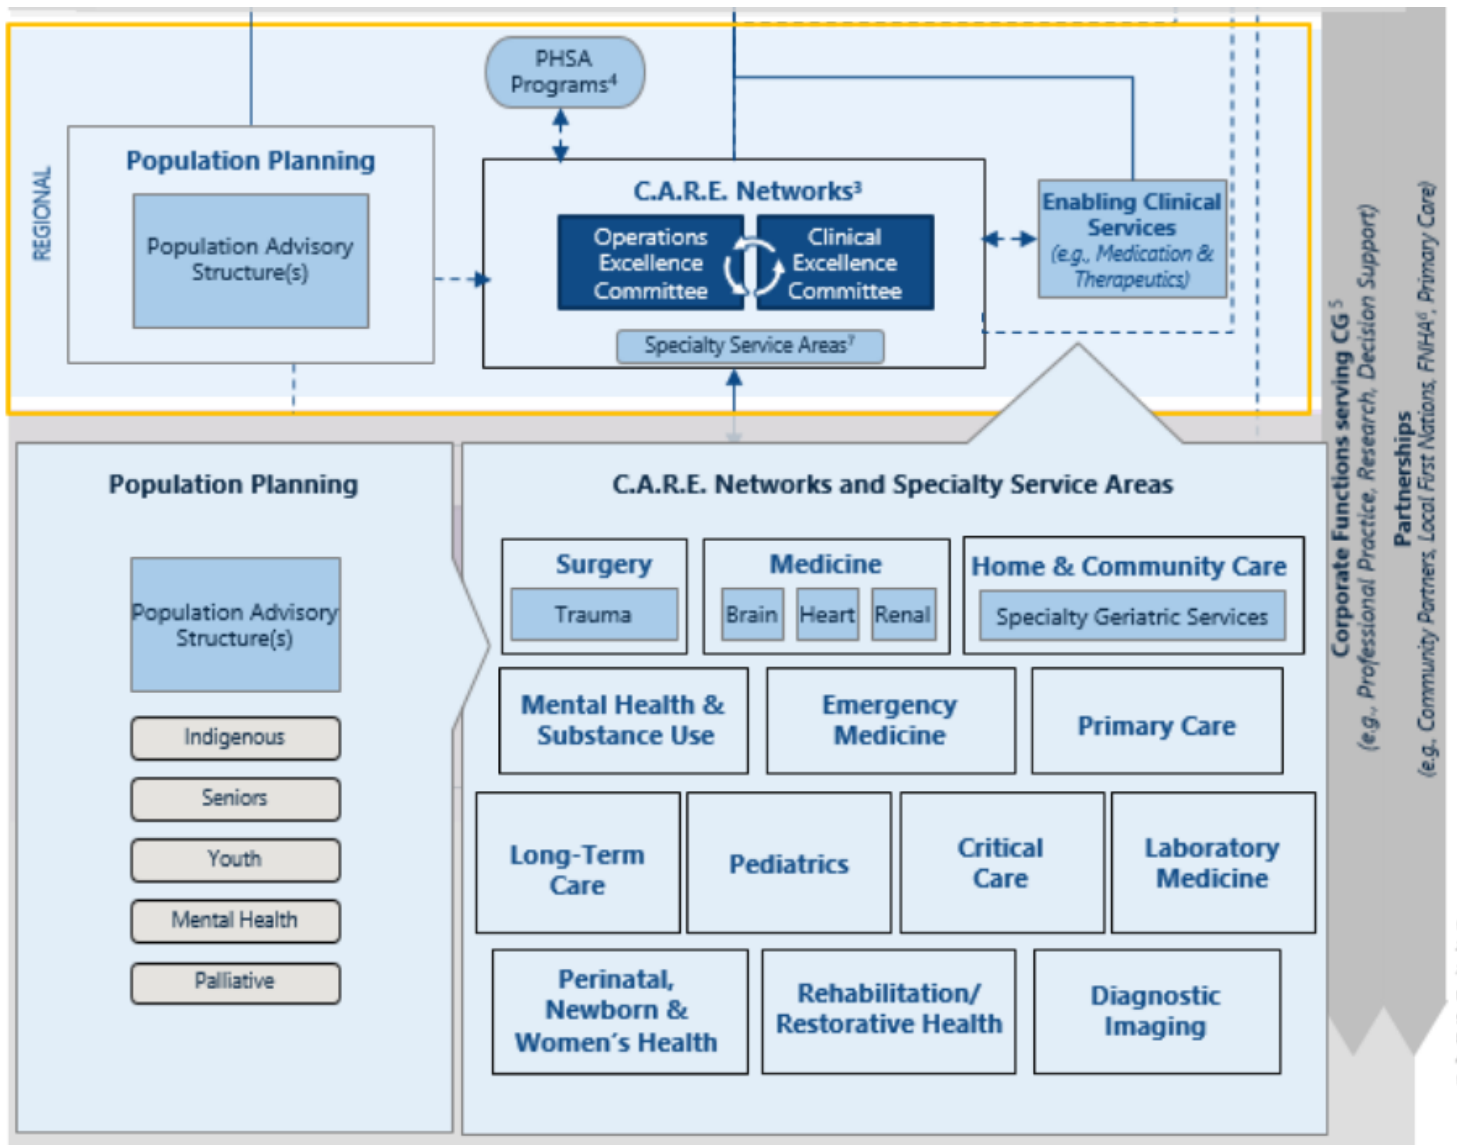 PHSA
Programs⁴
REGIONAL
Population Planning
Population Advisory
Structure(s)
C.A.R.E. Networks³
Operations
Excellence
Committee
Clinical
Excellence
Committee
Specialty Service Areas⁷
Enabling Clinical
Services
(e.g., Medication &
Therapeutics)
Corporate Functions serving CG⁵
(e.g., Professional Practice, Research, Decision Support)
Partnerships
(e.g., Community Partners, Local First Nations, FNHA⁶, Primary Care)
Population Planning
Population Advisory
Structure(s)
Indigenous
Seniors
Youth
Mental Health
Palliative
C.A.R.E. Networks and Specialty Service Areas
Surgery
Trauma
Medicine
Brain
Heart
Renal
Home & Community Care
Specialty Geriatric Services
Mental Health &
Substance Use
Emergency
Medicine
Primary Care
Long-Term
Care
Pediatrics
Critical
Care
Laboratory
Medicine
Perinatal,
Newborn &
Women's Health
Rehabilitation/
Restorative Health
Diagnostic
Imaging